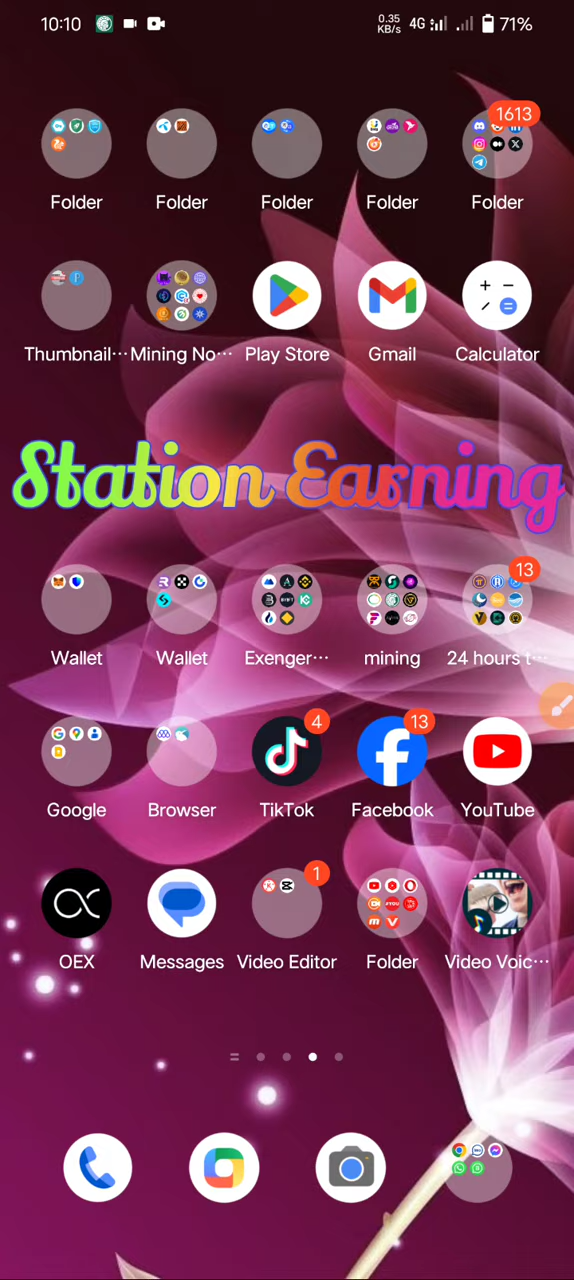 10:10
0.35
KB/s
4G
71%
1613
Folder
Folder
Folder
Folder
Folder
Thumbnail···
Mining No···
Play Store
Gmail
Calculator
Station Earning
13
Wallet
Wallet
Exenger···
mining
24 hours t···
4
13
Google
Browser
TikTok
Facebook
YouTube
1
OEX
Messages
Video Editor
Folder
Video Voic···